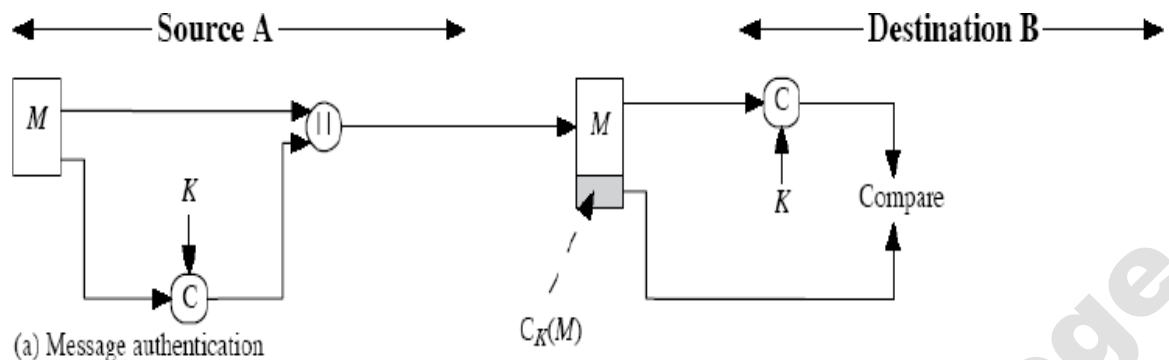 Source A
Destination B
M
||
K
C
(a) Message authentication
M
C
K
Compare
C_K(M)